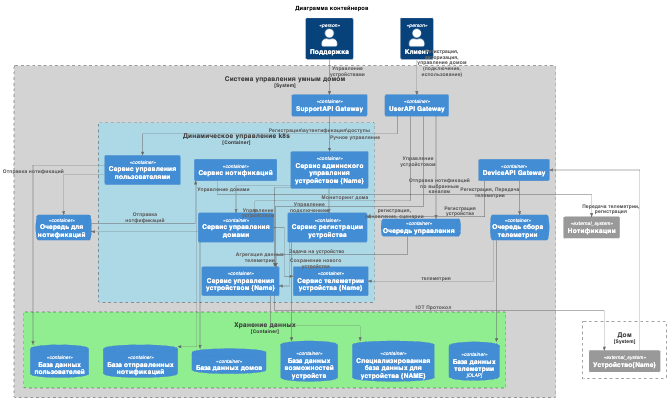 Диаграмма контейнеров
«person»
Поддержка
«person»
Клиент
Управление
устройствами
Регистрация,
авторизация,
управление домом
(подключение,
использование)
Система управления умным домом
[System]
«container»
SupportAPI Gateway
«container»
UserAPI Gateway
Динамическое управление k8s
[Container]
Регистрация\аутентификация\доступы
Ручное управление
«container»
Сервис управления
пользователями
«container»
Сервис нотификаций
«container»
Сервис админского
управления
устройством {Name}
«container»
DeviceAPI Gateway
Управление
устройством
Отправка нотификаций
Отправка нотификаций
по выбранным
каналам
Управление домами
Мониторинг дома
Регистрация, Передача
телеметрии
Передача телеметрии,
регистрация
Отправка
нотификаций
Управление
Управление
подключением
регистрация,
Регистрация
устройства
«container»
Очередь для
нотификаций
«container»
Сервис управления
домами
«container»
Сервис регистрации
устройства
«container»
Очередь управления
«container»
Очередь сбора
телеметрии
«external_system»
Нотификации
Агрегация данных
телеметрии
Задача на устройстве
Сохранение нового
устройства
«container»
Сервис управления
устройством {Name}
«container»
Сервис телеметрии
устройства {Name}
телеметрия
IOT Протокол
Хранение данных
[Container]
Дом
[System]
«container»
База данных
пользователей
«container»
База отправленных
нотификаций
«container»
База данных домов
«container»
База данных
возможностей
устройств
«container»
Специализированная
база данных для
устройства {NAME}
«container»
База данных
телеметрии
[OLAP]
«external_system»
Устройство{Name}